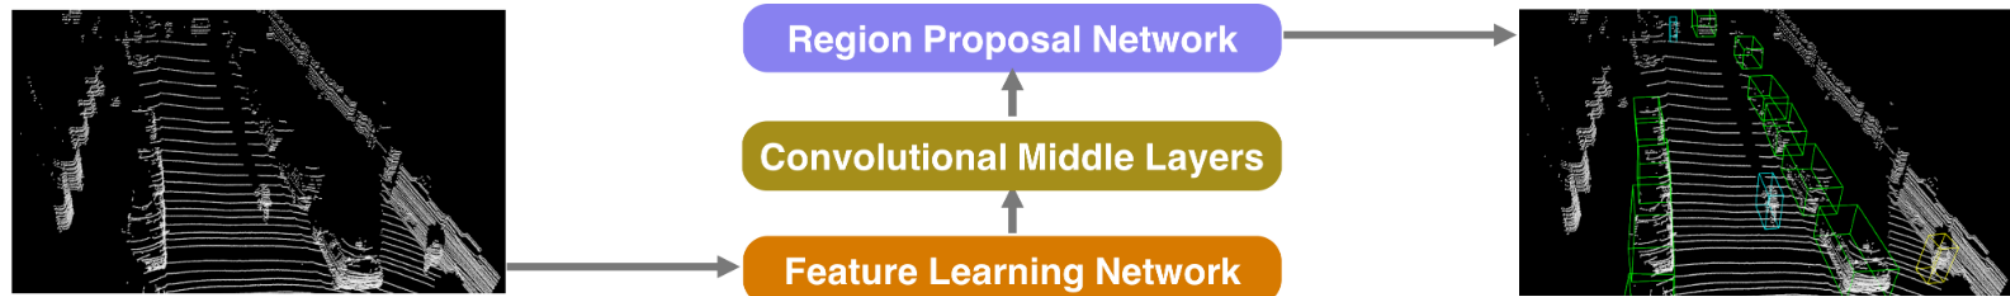 Region Proposal Network
Convolutional Middle Layers
Feature Learning Network